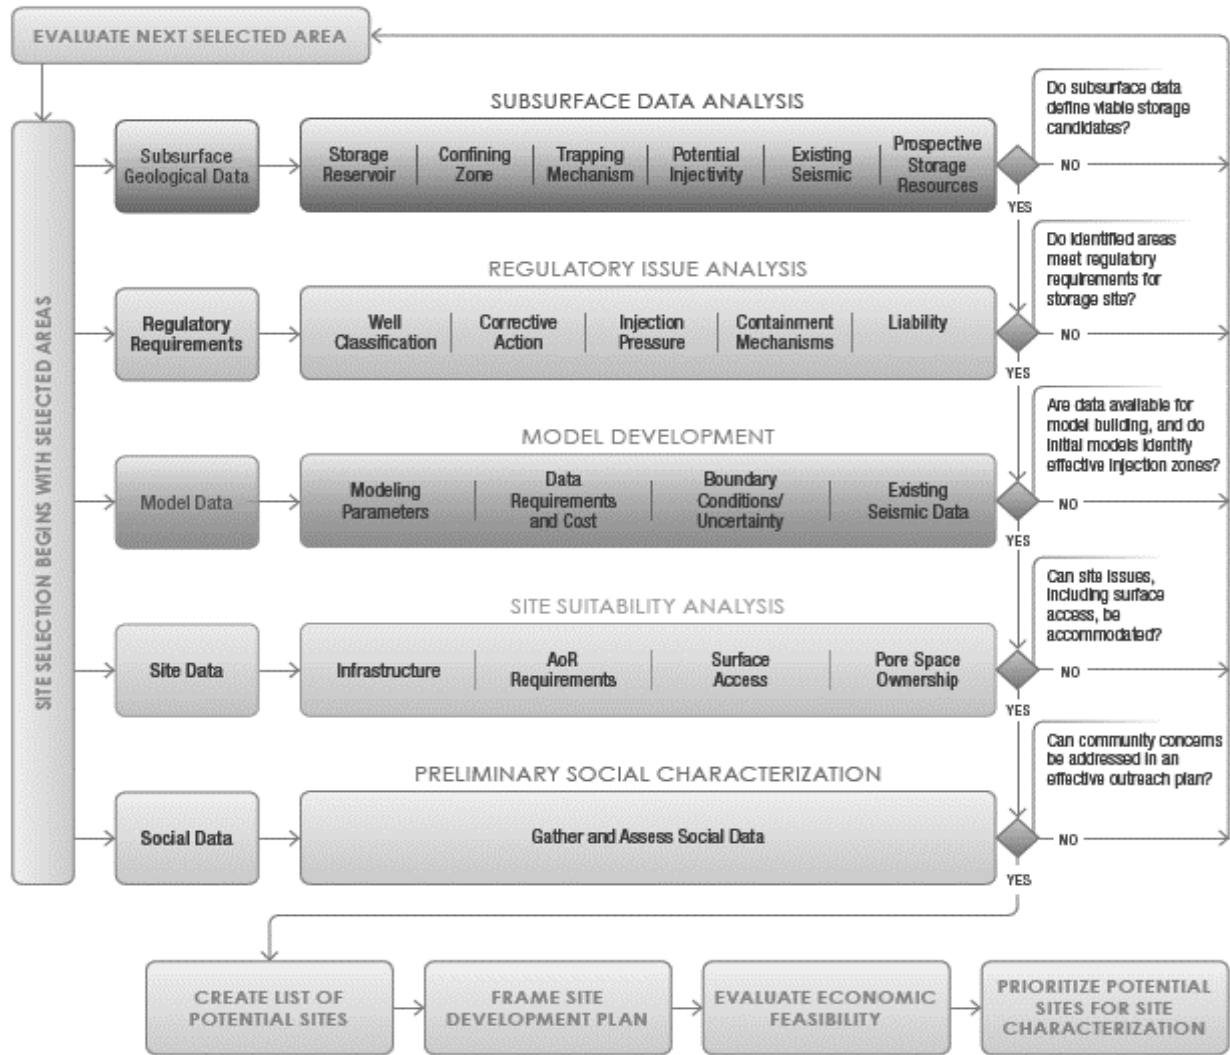 EVALUATE NEXT SELECTED AREA
SITE SELECTION BEGINS WITH SELECTED AREAS
SUBSURFACE DATA ANALYSIS
Subsurface
Geological Data
Storage
Reservoir
Confining
Zone
Trapping
Mechanism
Potential
Injectivity
Existing
Seismic
Prospective
Storage
Resources
Do subsurface data
define viable storage
candidates?
NO
YES
REGULATORY ISSUE ANALYSIS
Regulatory
Requirements
Well
Classification
Corrective
Action
Injection
Pressure
Containment
Mechanisms
Liability
Do identified areas
meet regulatory
requirements for
storage site?
NO
YES
MODEL DEVELOPMENT
Model Data
Modeling
Parameters
Data
Requirements
and Cost
Boundary
Conditions/
Uncertainty
Existing
Seismic Data
Are data available for
model building, and do
initial models identify
effective injection zones?
NO
YES
SITE SUITABILITY ANALYSIS
Site Data
Infrastructure
AoR
Requirements
Surface
Access
Pore Space
Ownership
Can site issues,
including surface
access, be
accommodated?
NO
YES
PRELIMINARY SOCIAL CHARACTERIZATION
Social Data
Gather and Assess Social Data
Can community concerns
be addressed in an
effective outreach plan?
NO
YES
CREATE LIST OF
POTENTIAL SITES
FRAME SITE
DEVELOPMENT PLAN
EVALUATE ECONOMIC
FEASIBILITY
PRIORITIZE POTENTIAL
SITES FOR SITE
CHARACTERIZATION